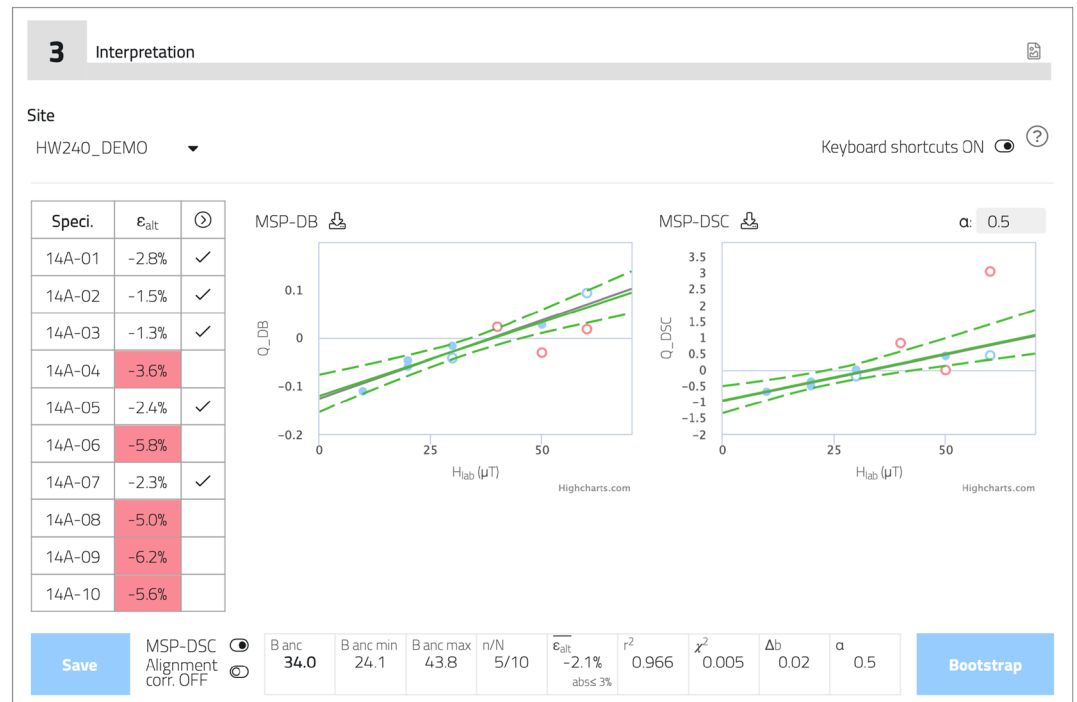 3 Interpretation
Site
HW240_DEMO
Keyboard shortcuts ON
?
Speci. εalt
14A-01 -2.8%
14A-02 -1.5%
14A-03 -1.3%
14A-04 -3.6%
14A-05 -2.4%
14A-06 -5.8%
14A-07 -2.3%
14A-08 -5.0%
14A-09 -6.2%
14A-10 -5.6%
MSP-DB
Q_DB
0.1
0
-0.1
-0.2
0 25 50
Hlab (μT)
Highcharts.com
MSP-DSC α: 0.5
Q_DSC
3.5
3
2.5
2
1.5
1
0.5
0
-0.5
-1
-1.5
-2
0 25 50
Hlab (μT)
Highcharts.com
Save
MSP-DSC
Alignment
corr. OFF
B anc B anc min B anc max n/N εalt r² χ² Δb α
34.0 24.1 43.8 5/10 -2.1% 0.966 0.005 0.02 0.5
abs≤ 3%
Bootstrap